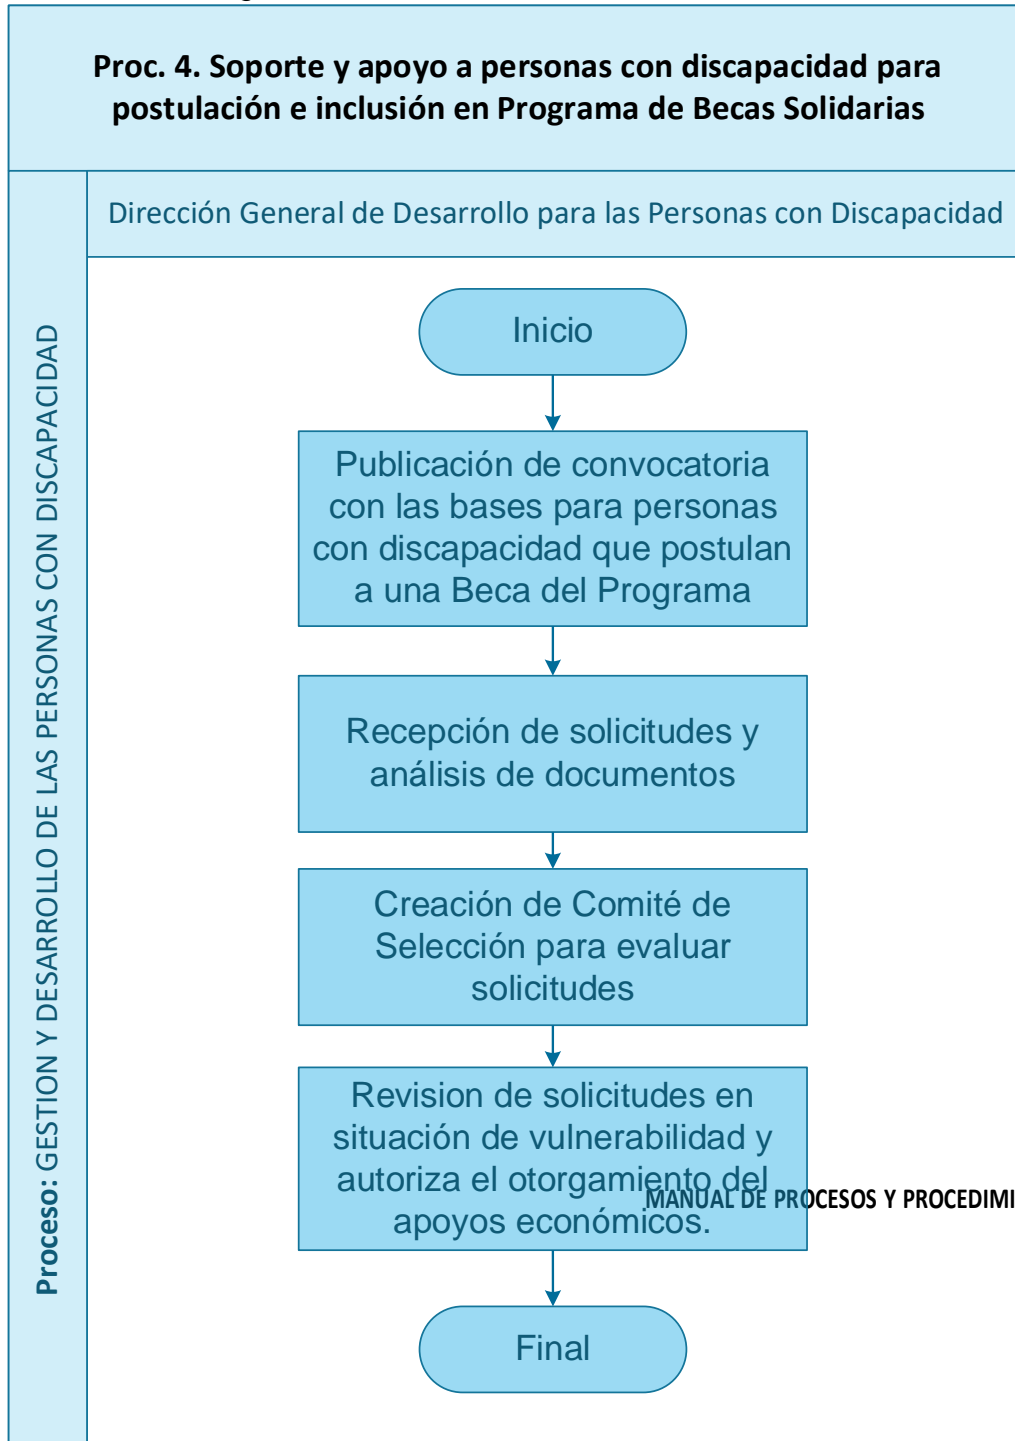 Proc. 4. Soporte y apoyo a personas con discapacidad para
postulación e inclusión en Programa de Becas Solidarias
Dirección General de Desarrollo para las Personas con Discapacidad
Proceso: GESTION Y DESARROLLO DE LAS PERSONAS CON DISCAPACIDAD
Inicio
Publicación de convocatoria
con las bases para personas
con discapacidad que postulan
a una Beca del Programa
Recepción de solicitudes y
análisis de documentos
Creación de Comité de
Selección para evaluar
solicitudes
Revision de solicitudes en
situación de vulnerabilidad y
autoriza el otorgamiento del
apoyos económicos.
MANUAL DE PROCESOS Y PROCEDIMI
Final